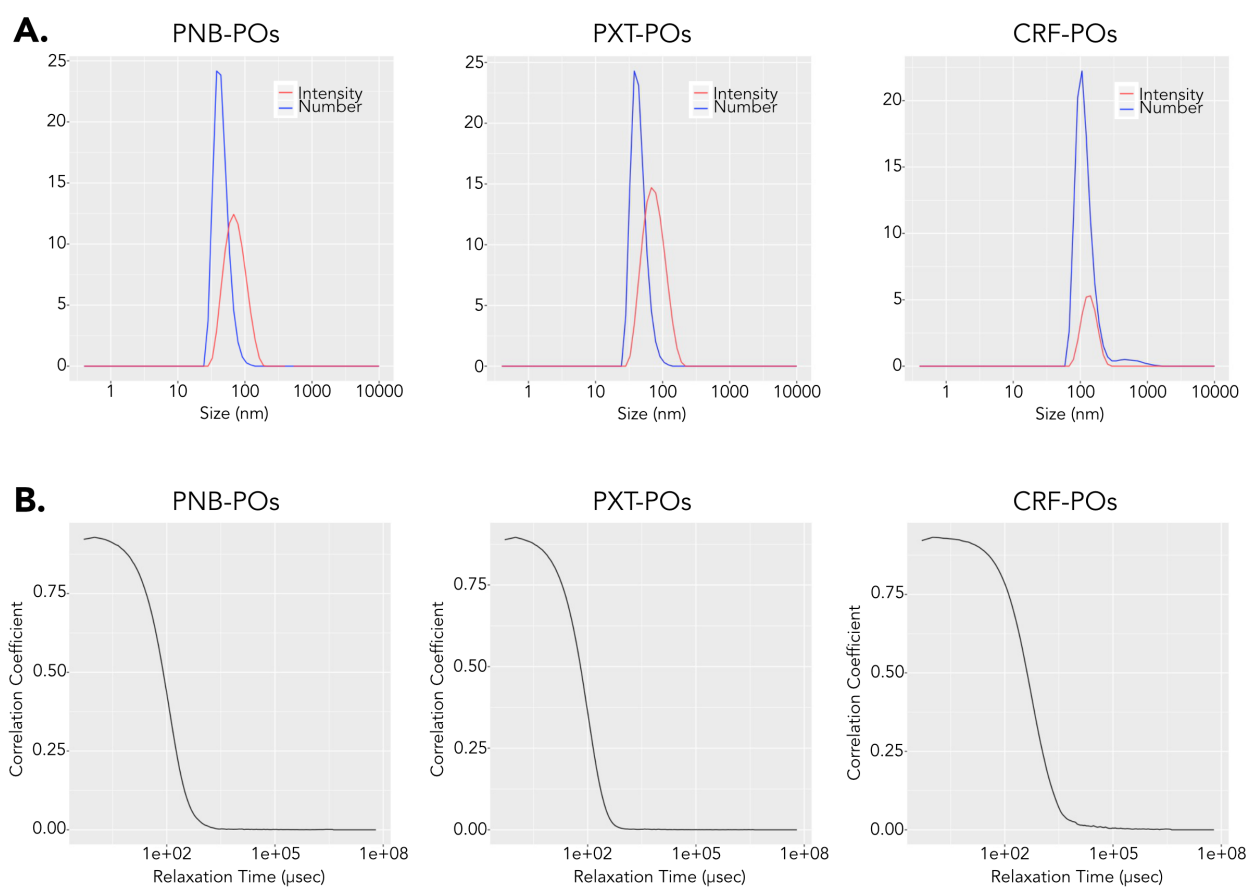 A.
PNB-POs
PXT-POs
CRF-POs
25
20
15
10
5
0
Intensity
Number
1
10
100
1000
10000
Size (nm)
25
20
15
10
5
0
Intensity
Number
1
10
100
1000
10000
Size (nm)
20
15
10
5
0
Intensity
Number
1
10
100
1000
10000
Size (nm)
B.
PNB-POs
PXT-POs
CRF-POs
Correlation Coefficient
0.75
0.50
0.25
0.00
1e+02
1e+05
1e+08
Relaxation Time (µsec)
Correlation Coefficient
0.75
0.50
0.25
0.00
1e+02
1e+05
1e+08
Relaxation Time (µsec)
Correlation Coefficient
0.75
0.50
0.25
0.00
1e+02
1e+05
1e+08
Relaxation Time (µsec)